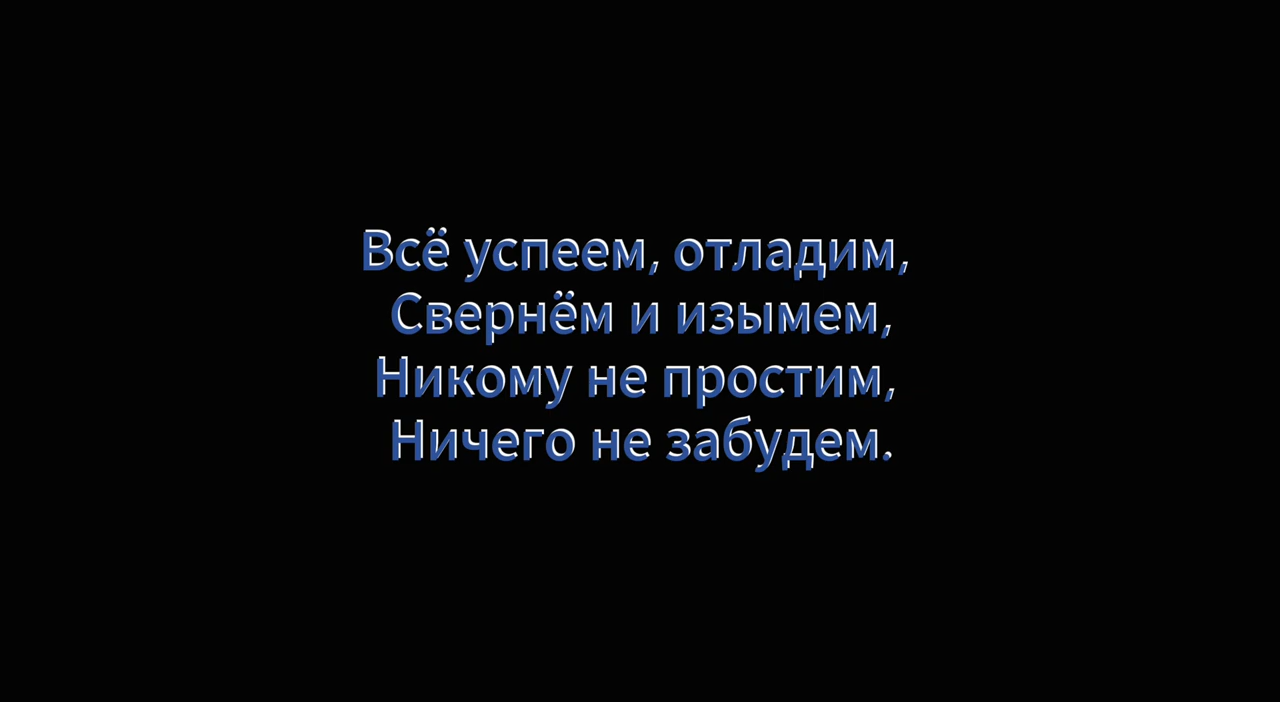 Всё успеем, отладим,
Свернём и изымем,
Никому не простим,
Ничего не забудем.